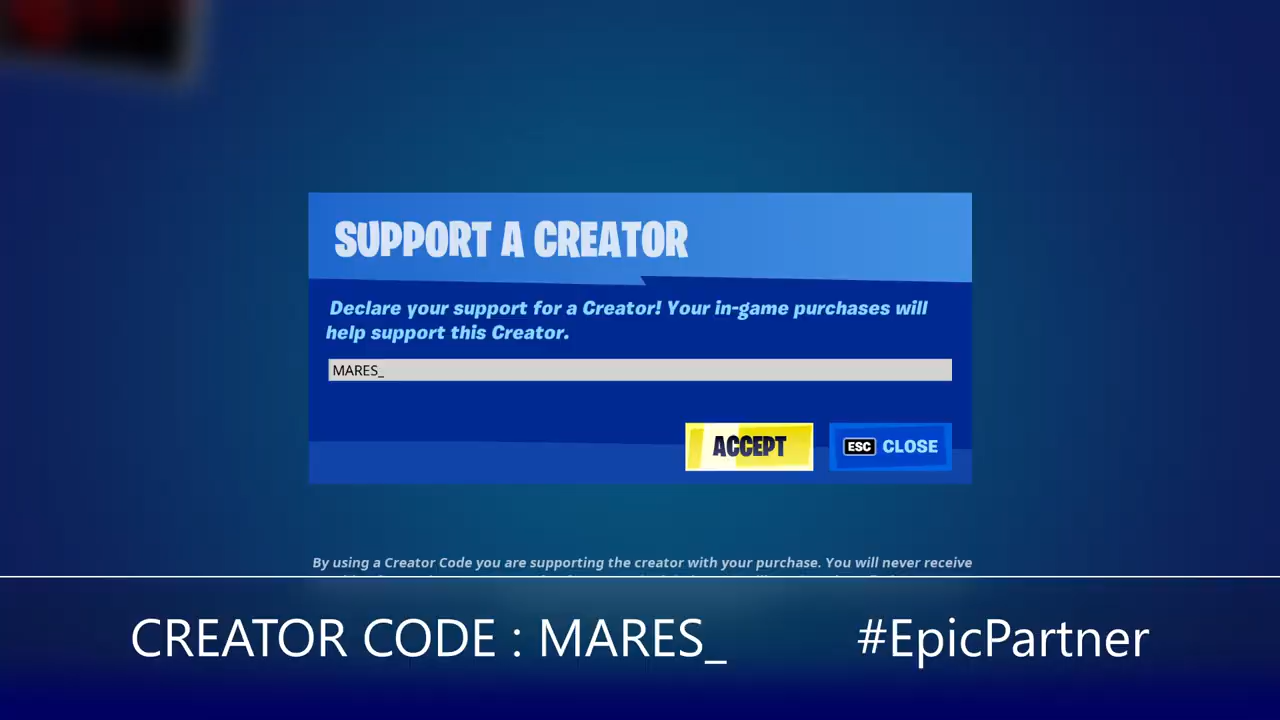 SUPPORT A CREATOR
Declare your support for a Creator! Your in-game purchases will
help support this Creator.
MARES_
ACCEPT
ESC CLOSE
By using a Creator Code you are supporting the creator with your purchase. You will never receive
CREATOR CODE : MARES_ #EpicPartner